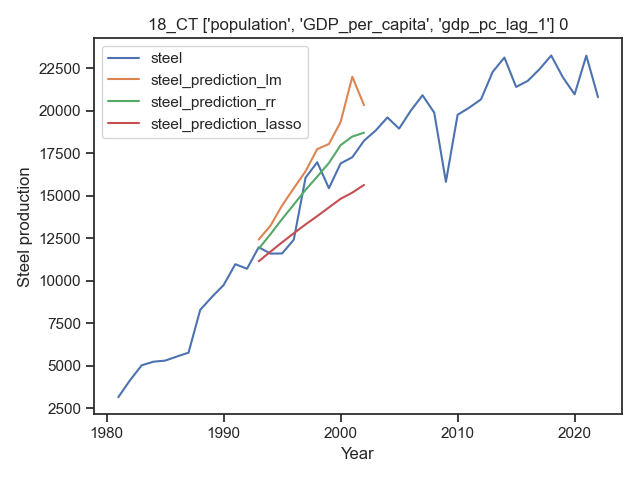 18_CT ['population', 'GDP_per_capita', 'gdp_pc_lag_1'] 0
steel
steel_prediction_lm
steel_prediction_rr
steel_prediction_lasso
Steel production
22500
20000
17500
15000
12500
10000
7500
5000
2500
1980
1990
2000
2010
2020
Year